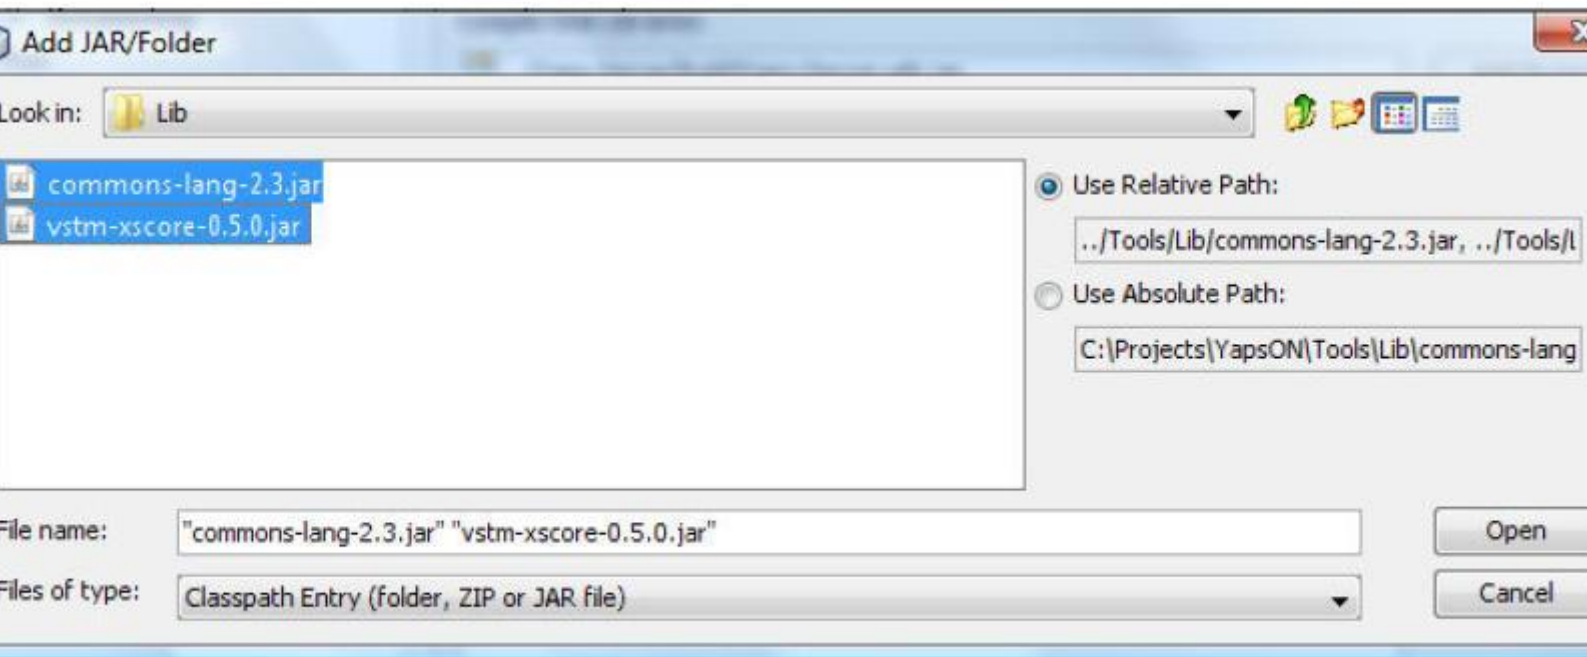 Add JAR/Folder
Look in:
Lib
commons-lang-2.3.jar
vstm-xscore-0.5.0.jar
Use Relative Path:
../Tools/Lib/commons-lang-2.3.jar, ../Tools/L
Use Absolute Path:
C:\Projects\YapsON\Tools\Lib\commons-lang
File name:
"commons-lang-2.3.jar" "vstm-xscore-0.5.0.jar"
Open
Files of type:
Classpath Entry (folder, ZIP or JAR file)
Cancel